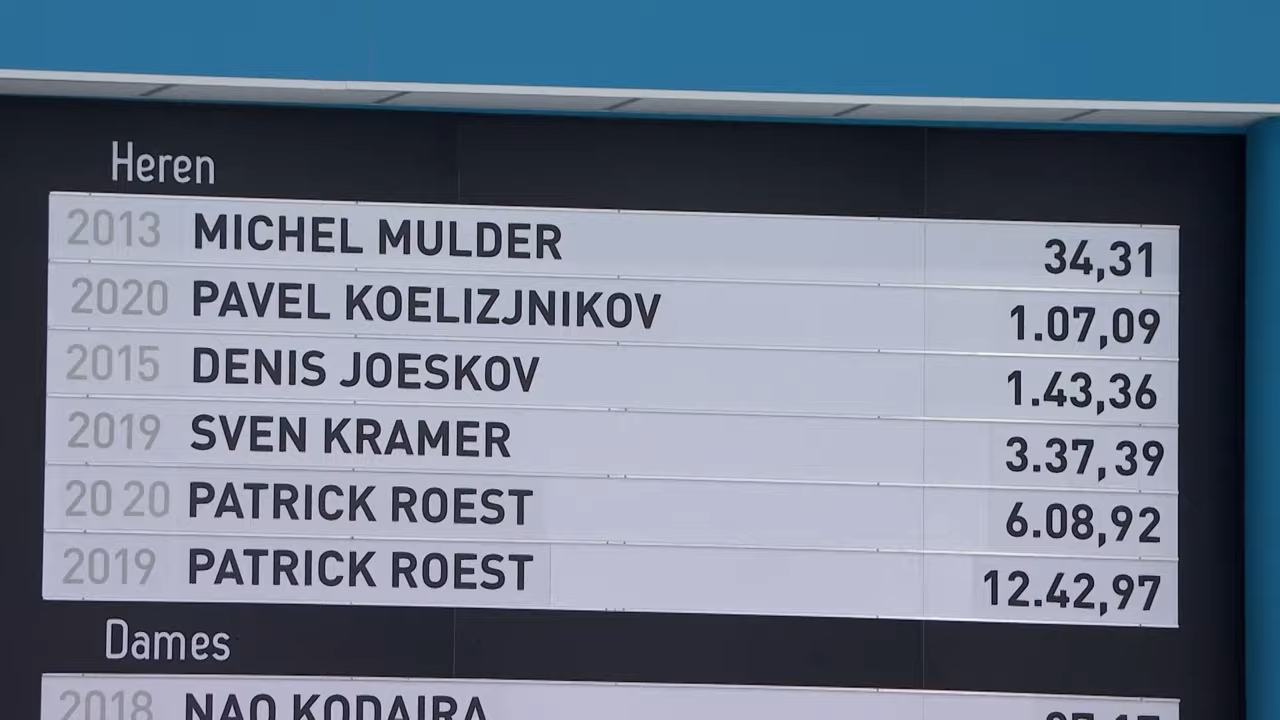 Heren
2013 MICHEL MULDER 34,31
2020 PAVEL KOELIZJNIKOV 1.07,09
2015 DENIS JOESKOV 1.43,36
2019 SVEN KRAMER 3.37,39
2020 PATRICK ROEST 6.08,92
2019 PATRICK ROEST 12.42,97
Dames
2018 NAO KODAIRA